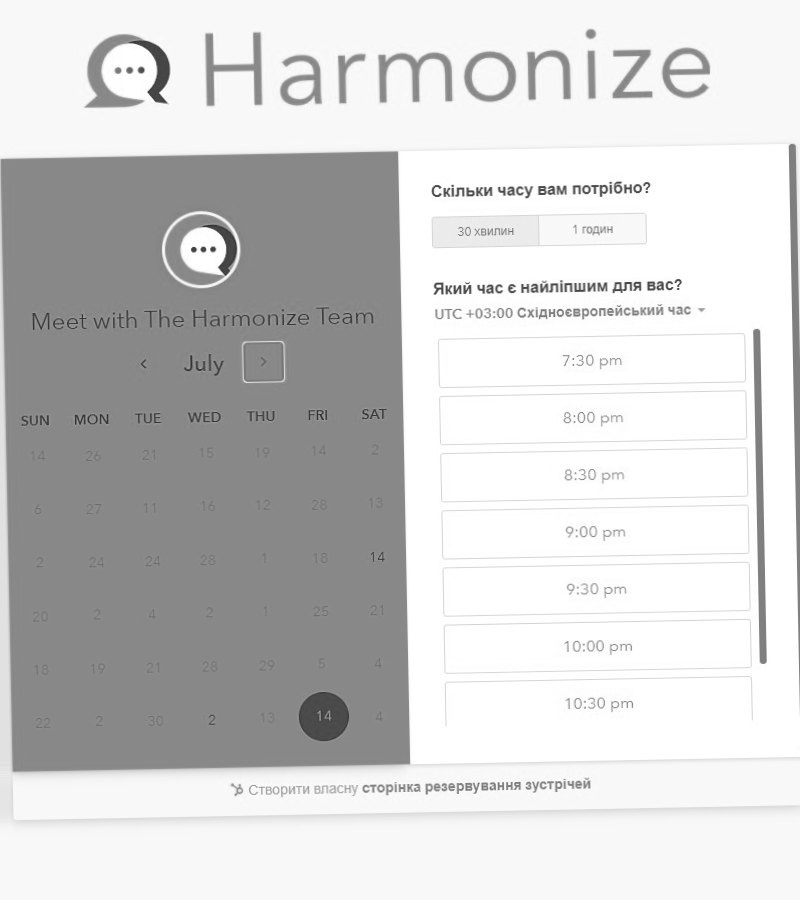 Harmonize
Meet with The Harmonize Team
July
SUN MON TUE WED THU FRI SAT
14 26 21 15 19 14 2
6 27 11 16 12 28 13
2 24 24 28 1 18 14
20 2 4 2 1 25 21
18 19 21 28 29 5 4
22 2 30 2 13 14 4
Скільки часу вам потрібно?
30 хвилин 1 годин
Який час є найліпшим для вас?
UTC +03:00 Східноєвропейський час
7:30 pm
8:00 pm
8:30 pm
9:00 pm
9:30 pm
10:00 pm
10:30 pm
Створити власну сторінка резервування зустрічей